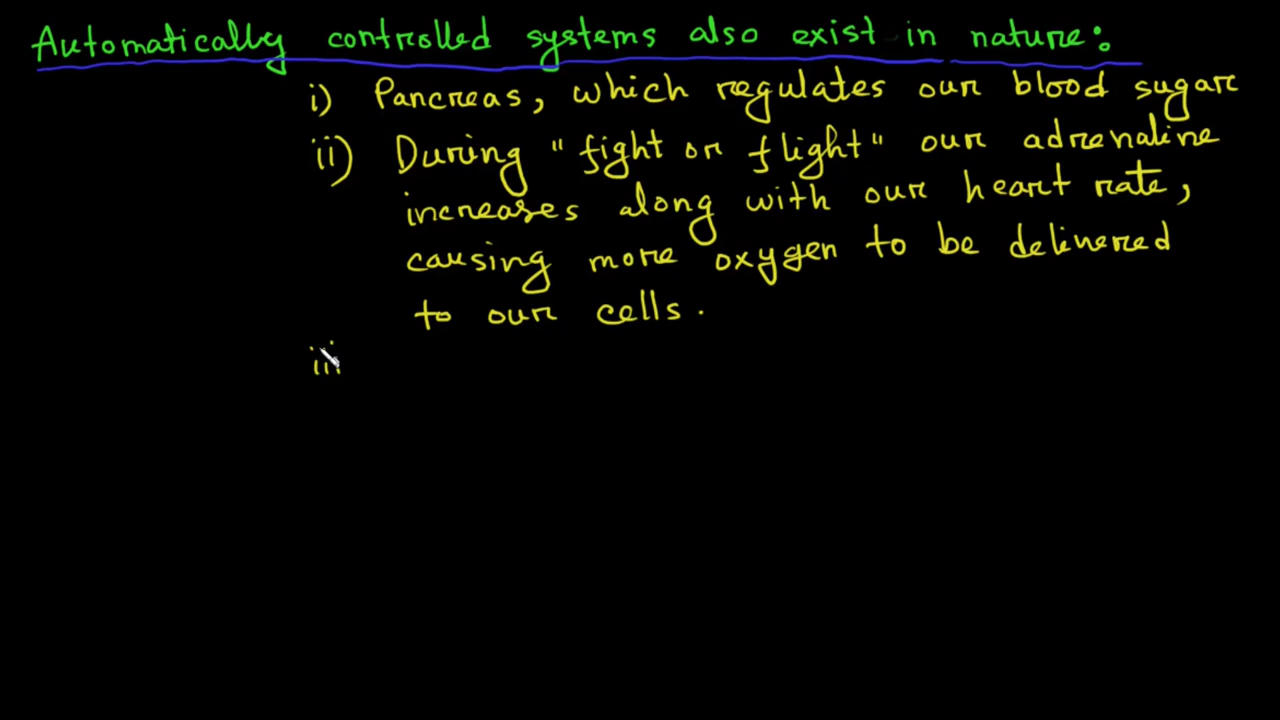 Automatically controlled systems also exist in nature:
i) Pancreas, which regulates our blood sugar
ii) During "fight or flight" our adrenaline
increases along with our heart rate,
causing more oxygen to be delivered
to our cells.
iii